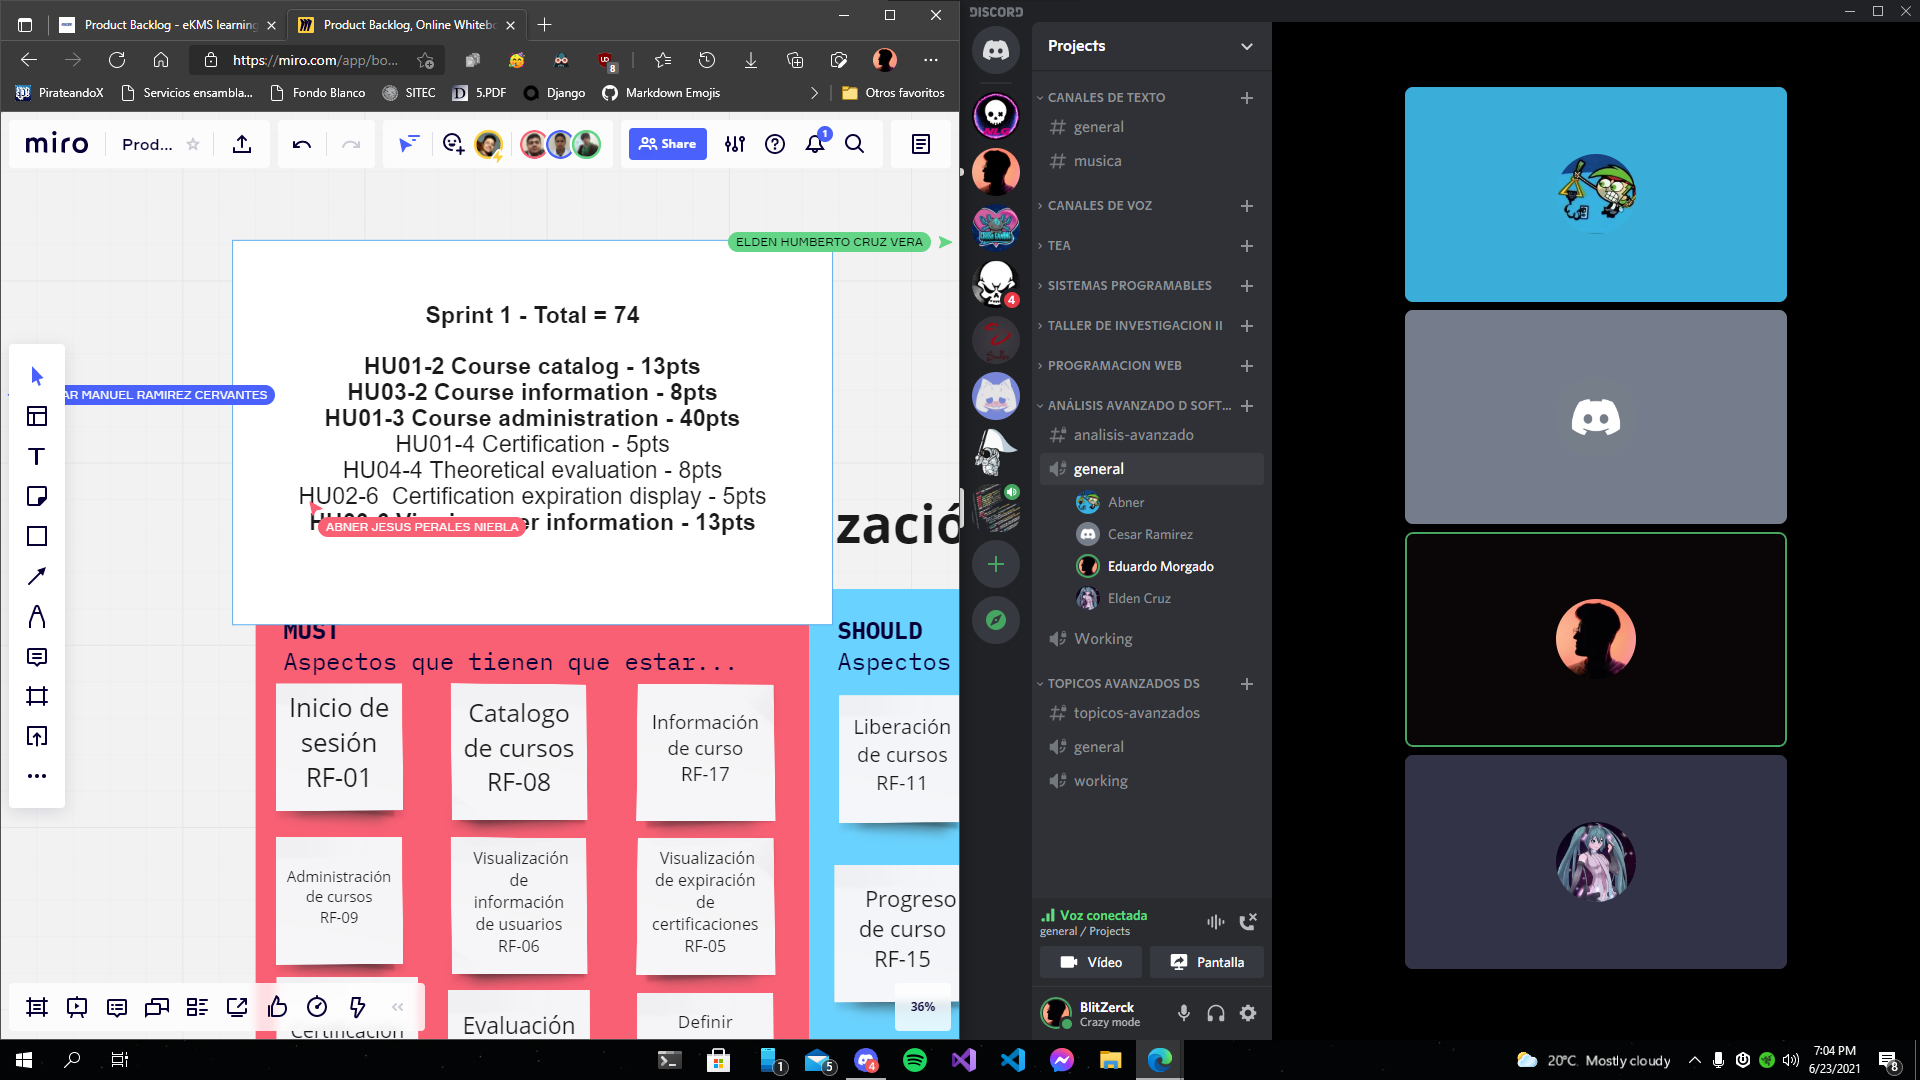 Product Backlog - eKMS learning
Product Backlog, Online Whitebo
https://miro.com/app/bo...
8
PirateandoX
Servicios ensambla...
Fondo Blanco
SITEC
5.PDF
Django
Markdown Emojis
Otros favoritos
miro
Prod...
Share
1
ELDEN HUMBERTO CRUZ VERA
Sprint 1 - Total = 74
HU01-2 Course catalog - 13pts
HU03-2 Course information - 8pts
AR MANUEL RAMIREZ CERVANTES
HU01-3 Course administration - 40pts
HU01-4 Certification - 5pts
HU04-4 Theoretical evaluation - 8pts
HU02-6 Certification expiration display - 5pts
er information - 13pts
ABNER JESUS PERALES NIEBLA
zació
MUST
Aspectos que tienen que estar...
SHOULD
Aspectos
Inicio de
sesión
RF-01
Catalogo
de cursos
RF-08
Información
de curso
RF-17
Liberación
de cursos
RF-11
Administración
de cursos
RF-09
Visualización
de
información
de usuarios
RF-06
Visualización
de expiración
de
certificaciones
RF-05
Progreso
de curso
RF-15
Certificación
Evaluación
Definir
36%
DISCORD
Projects
CANALES DE TEXTO
general
musica
CANALES DE VOZ
TEA
SISTEMAS PROGRAMABLES
4
TALLER DE INVESTIGACION II
PROGRAMACION WEB
ANÁLISIS AVANZADO D SOFT...
analisis-avanzado
general
Abner
Cesar Ramirez
Eduardo Morgado
Elden Cruz
Working
TOPICOS AVANZADOS DS
topicos-avanzados
general
working
Voz conectada
general / Projects
Vídeo
Pantalla
BlitZerck
Crazy mode
1
5
4
20°C Mostly cloudy
7:04 PM
6/23/2021
8